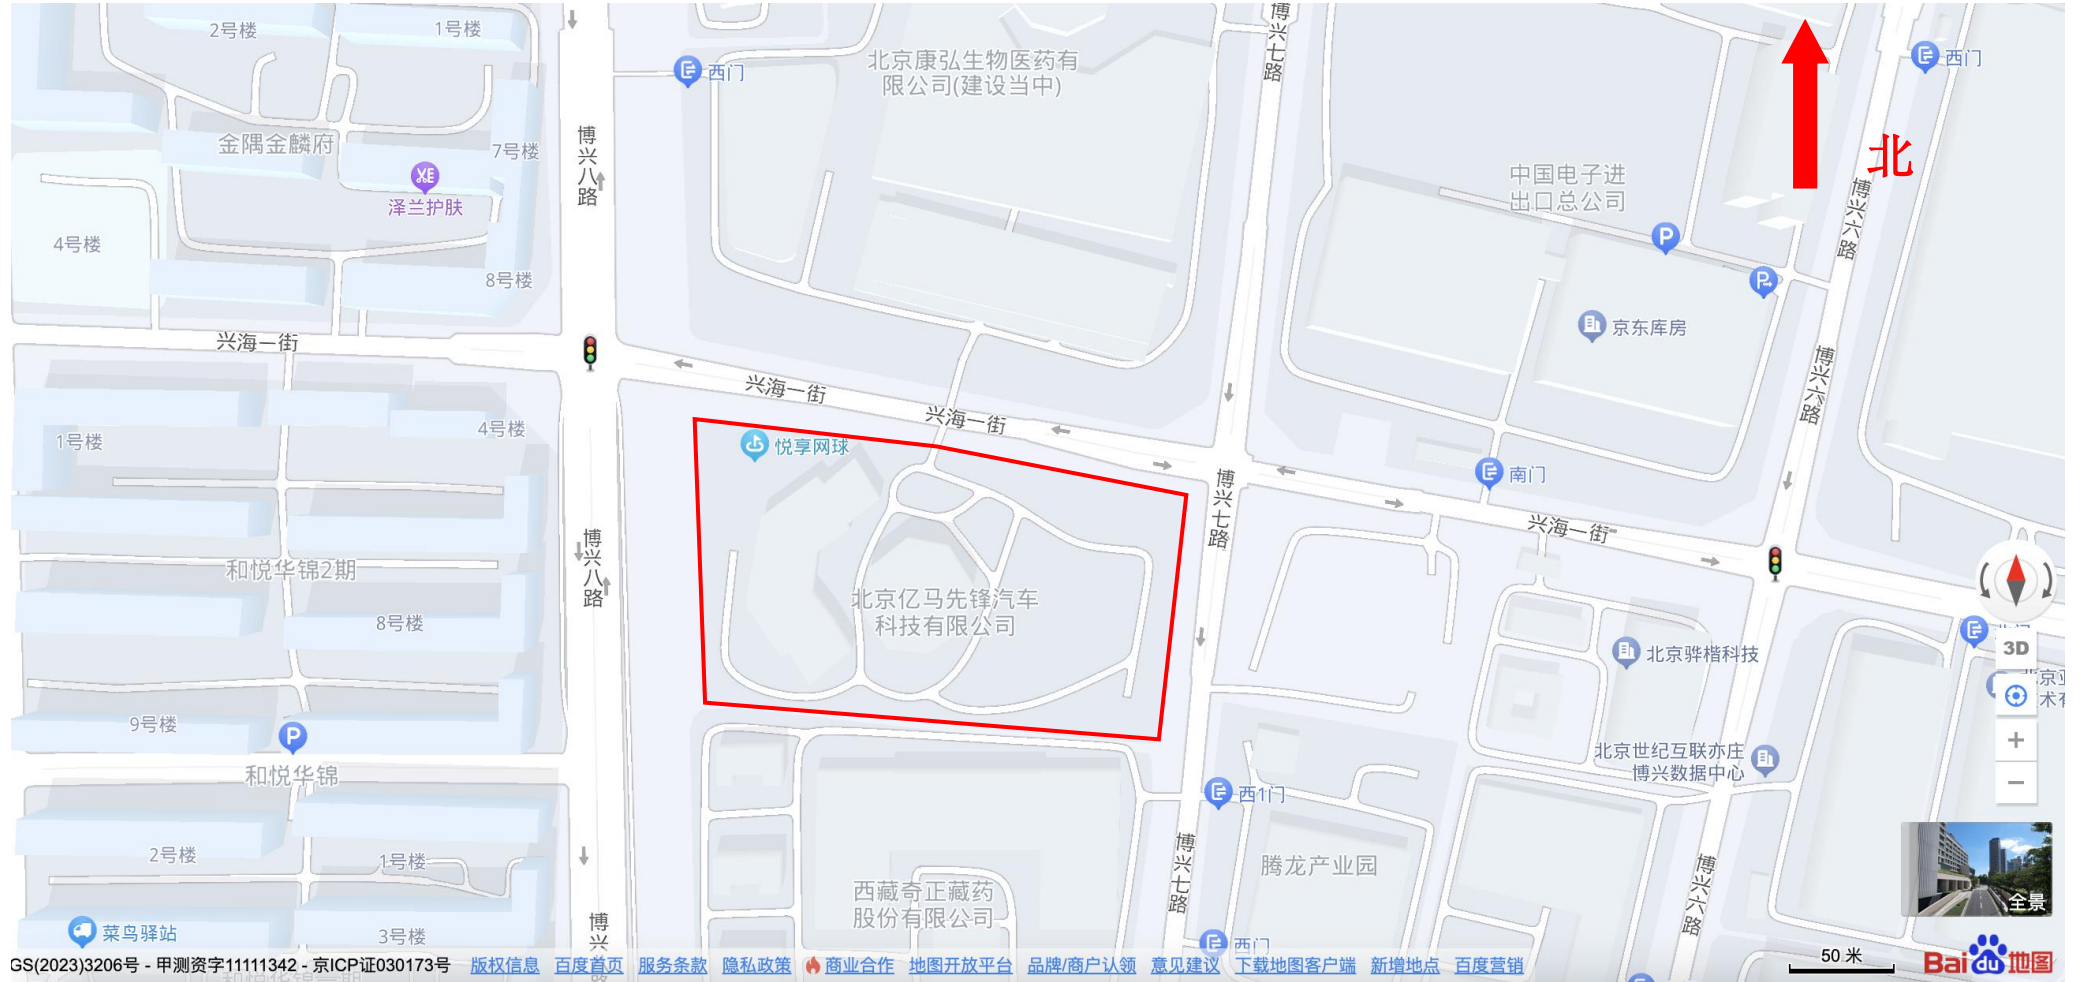 2号楼
1号楼
西门
北京康弘生物医药有
限公司(建设当中)
博兴七路
西门
金隅金麟府
7号楼
博兴八路
北
泽兰护肤
中国电子进
出口总公司
博兴六路
4号楼
8号楼
京东库房
兴海一街
兴海一街
兴海一街
博兴六路
1号楼
4号楼
悦享网球
南门
博兴七路
兴海一街
和悦华锦2期
博兴八路
北京亿马先锋汽车
科技有限公司
8号楼
北京骅楷科技
3D
9号楼
和悦华锦
北京世纪互联亦庄
博兴数据中心
西1门
2号楼
1号楼
博兴七路
腾龙产业园
西藏奇正藏药
股份有限公司
博兴六路
全景
菜鸟驿站
3号楼
博兴
西门
50 米
Bai du 地图
GS(2023)3206号 - 甲测资字11111342 - 京ICP证030173号 版权信息 百度首页 服务条款 隐私政策 商业合作 地图开放平台 品牌/商户认领 意见建议 下载地图客户端 新增地点 百度营销